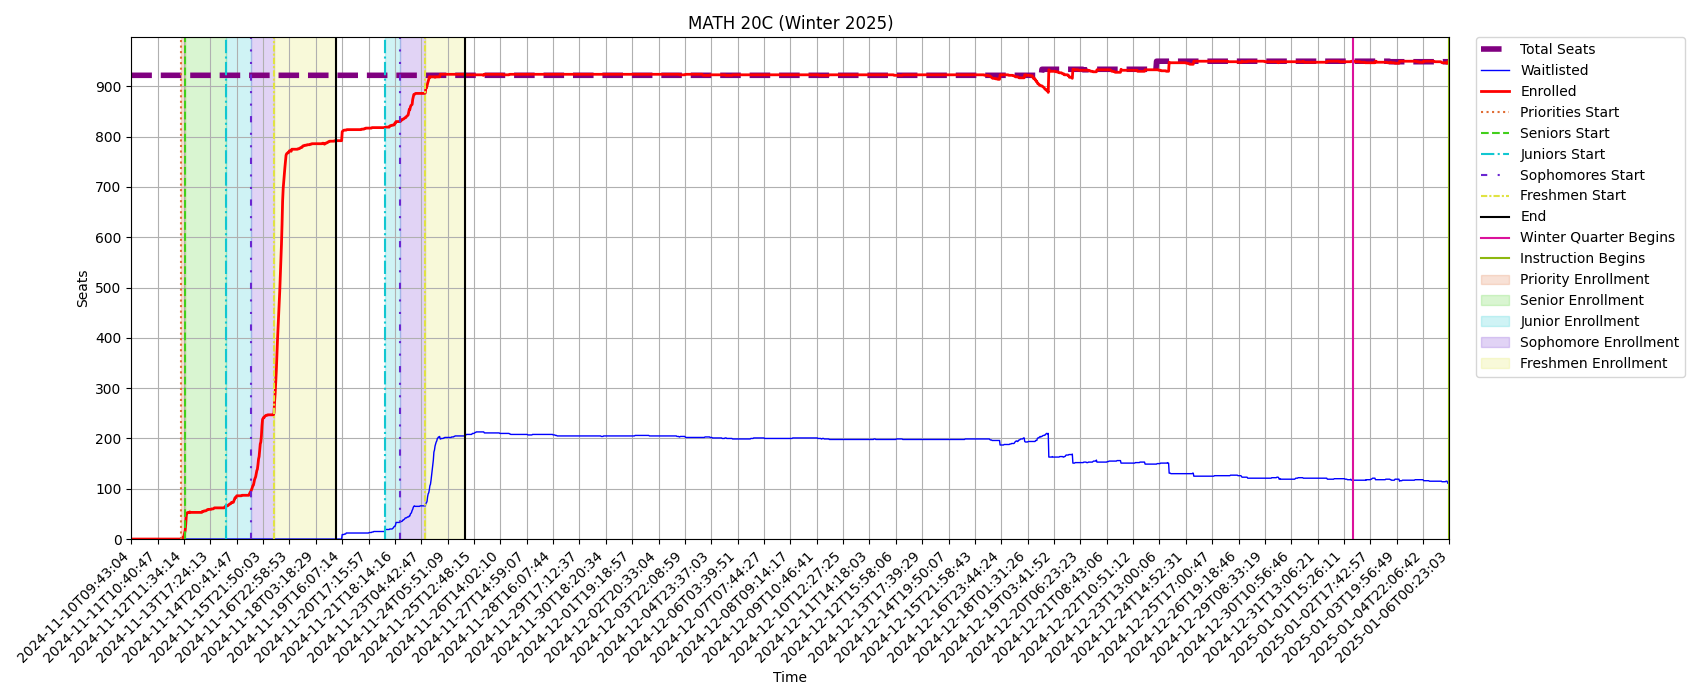 MATH 20C (Winter 2025)
Seats
900
800
700
600
500
400
300
200
100
0
2024-11-10T09:43:04
2024-11-11T10:40:47
2024-11-12T11:34:14
2024-11-13T17:24:13
2024-11-14T20:41:47
2024-11-15T21:50:03
2024-11-16T22:58:53
2024-11-18T03:18:29
2024-11-19T16:07:14
2024-11-20T17:15:57
2024-11-21T18:14:16
2024-11-23T04:42:47
2024-11-24T05:51:09
2024-11-25T12:48:15
2024-11-26T14:02:10
2024-11-27T14:59:07
2024-11-28T16:07:44
2024-11-29T17:12:37
2024-11-30T18:20:34
2024-12-01T19:18:57
2024-12-02T20:33:04
2024-12-03T22:08:59
2024-12-04T23:37:03
2024-12-06T03:39:51
2024-12-07T07:44:27
2024-12-08T09:14:17
2024-12-09T10:46:41
2024-12-10T12:27:25
2024-12-11T14:18:03
2024-12-12T15:58:06
2024-12-13T17:39:29
2024-12-14T19:50:07
2024-12-15T21:58:43
2024-12-16T23:44:24
2024-12-18T01:31:26
2024-12-19T03:41:52
2024-12-20T06:23:23
2024-12-21T08:43:06
2024-12-22T10:51:12
2024-12-23T13:00:06
2024-12-24T14:52:31
2024-12-25T17:00:47
2024-12-26T19:18:46
2024-12-29T08:33:19
2024-12-30T10:56:46
2024-12-31T13:06:21
2025-01-01T15:26:11
2025-01-02T17:42:57
2025-01-03T19:56:49
2025-01-04T22:06:42
2025-01-06T00:23:03
Time
Total Seats
Waitlisted
Enrolled
Priorities Start
Seniors Start
Juniors Start
Sophomores Start
Freshmen Start
End
Winter Quarter Begins
Instruction Begins
Priority Enrollment
Senior Enrollment
Junior Enrollment
Sophomore Enrollment
Freshmen Enrollment